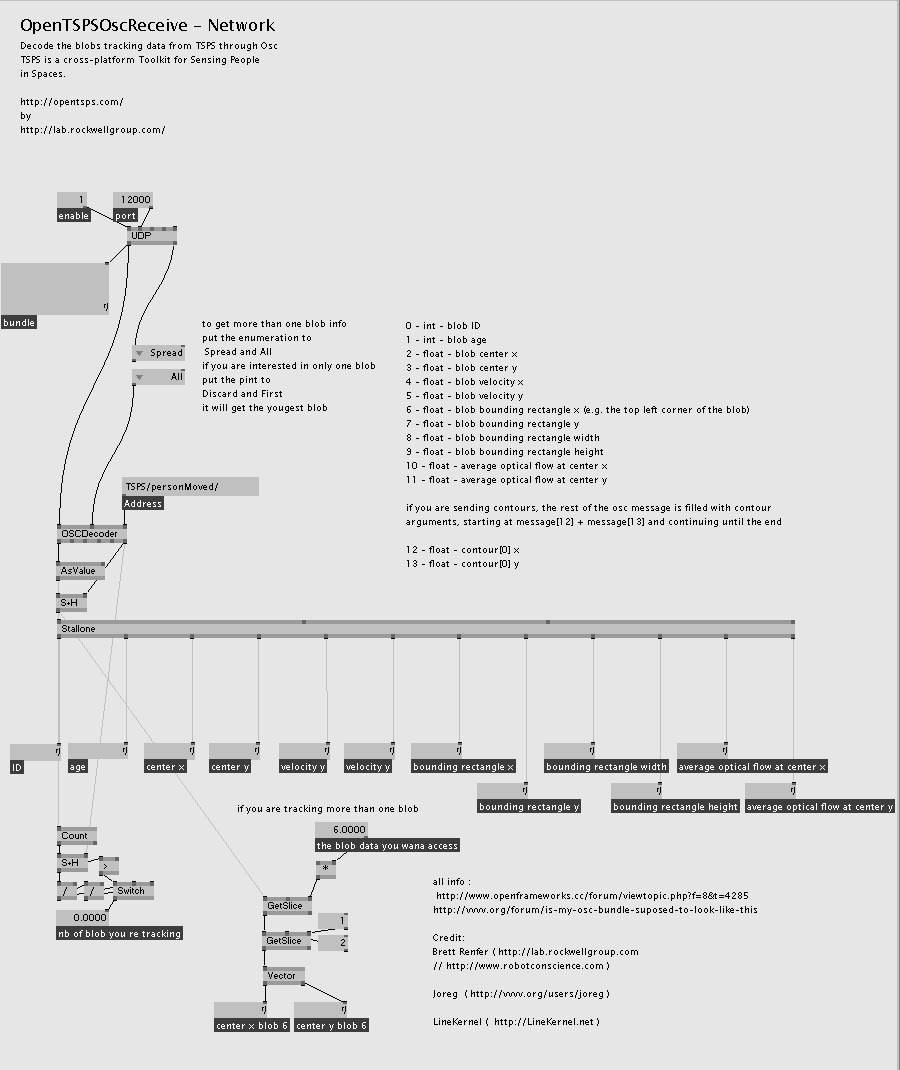 OpenTSPSOscReceive - Network
Decode the blobs tracking data from TSPS through Osc
TSPS is a cross-platform Toolkit for Sensing People
in Spaces.
http://opentsps.com/
by
http://lab.rockwellgroup.com/
1
12000
enable
port
UDP
bundle
Spread
All
to get more than one blob info
put the enumeration to
Spread and All
if you are interested in only one blob
put the pint to
Discard and First
it will get the yougest blob
0 - int - blob ID
1 - int - blob age
2 - float - blob center x
3 - float - blob center y
4 - float - blob velocity x
5 - float - blob velocity y
6 - float - blob bounding rectangle x (e.g. the top left corner of the blob)
7 - float - blob bounding rectangle y
8 - float - blob bounding rectangle width
9 - float - blob bounding rectangle height
10 - float - average optical flow at center x
11 - float - average optical flow at center y
if you are sending contours, the rest of the osc message is filled with contour
arguments, starting at message[12] + message[13] and continuing until the end
12 - float - contour[0] x
13 - float - contour[0] y
TSPS/personMoved/
Address
OSCDecoder
AsValue
S+H
Stallone
ID
age
center x
center y
velocity y
velocity y
bounding rectangle x
bounding rectangle width
average optical flow at center x
bounding rectangle y
bounding rectangle height
average optical flow at center y
if you are tracking more than one blob
6.0000
the blob data you wana access
*
Count
S+H
>
/
/
Switch
0.0000
nb of blob you re tracking
GetSlice
1
GetSlice
2
Vector
center x blob 6
center y blob 6
all info :
http://www.openframeworks.cc/forum/viewtopic.php?f=8&t=4285
http://vvvv.org/forum/is-my-osc-bundle-suposed-to-look-like-this
Credit:
Brett Renfer ( http://lab.rockwellgroup.com
// http://www.robotconscience.com )
Joreg ( http://vvvv.org/users/joreg )
LineKernel ( http://LineKernel.net )